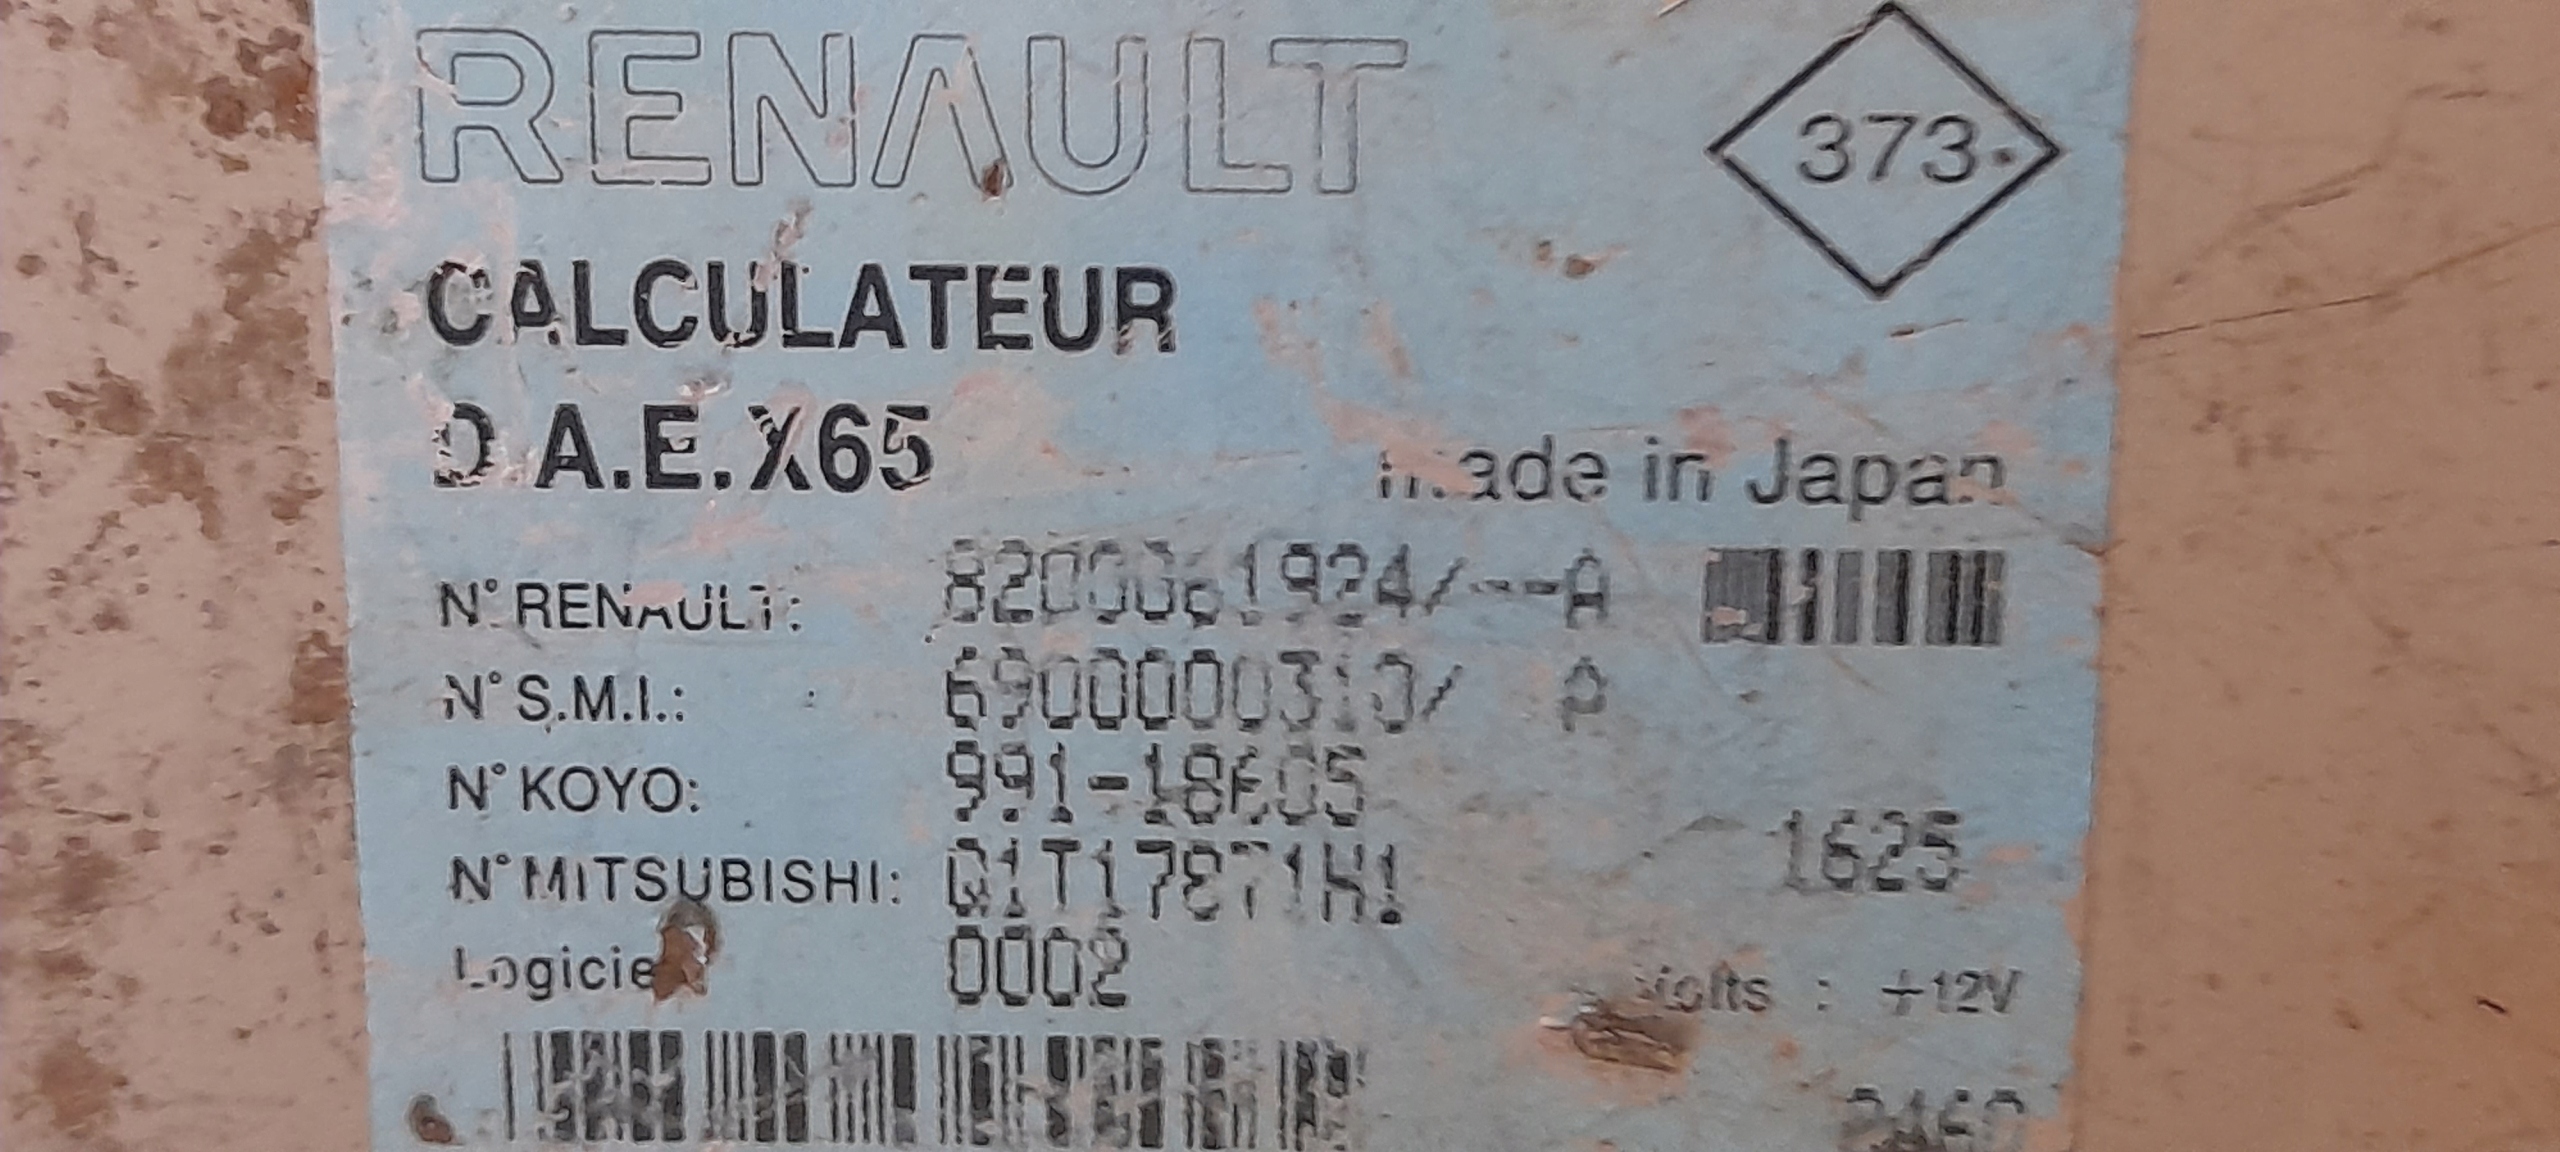 RENAULT
373.
CALCULATEUR
D.A.E. X65
made in Japan
N° RENAULT: 8200061924/--A
N° S.M.I.: 6900000310/ A
N° KOYO: 991-18605
N° MITSUBISHI: Q1T17871H!
1625
Logiciel 0002
Volts : +12V